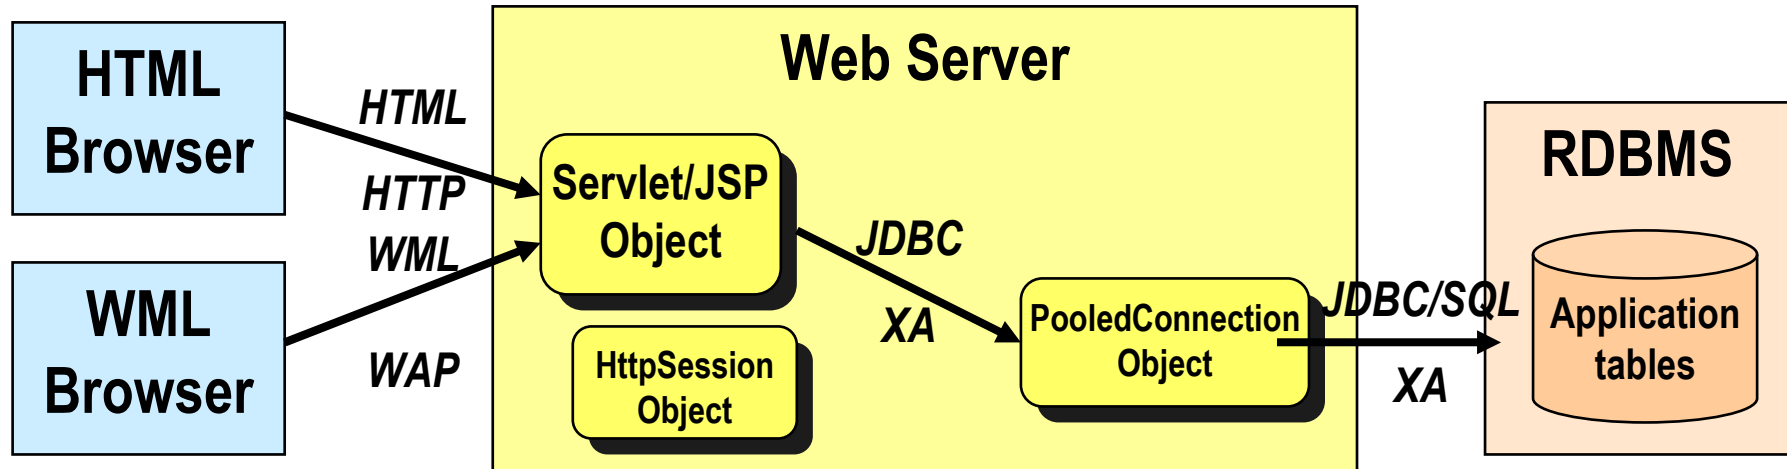 HTML
Browser
WML
Browser
HTML
HTTP
WML
WAP
Web Server
Servlet/JSP
Object
HttpSession
Object
JDBC
XA
PooledConnection
Object
JDBC/SQL
XA
RDBMS
Application
tables